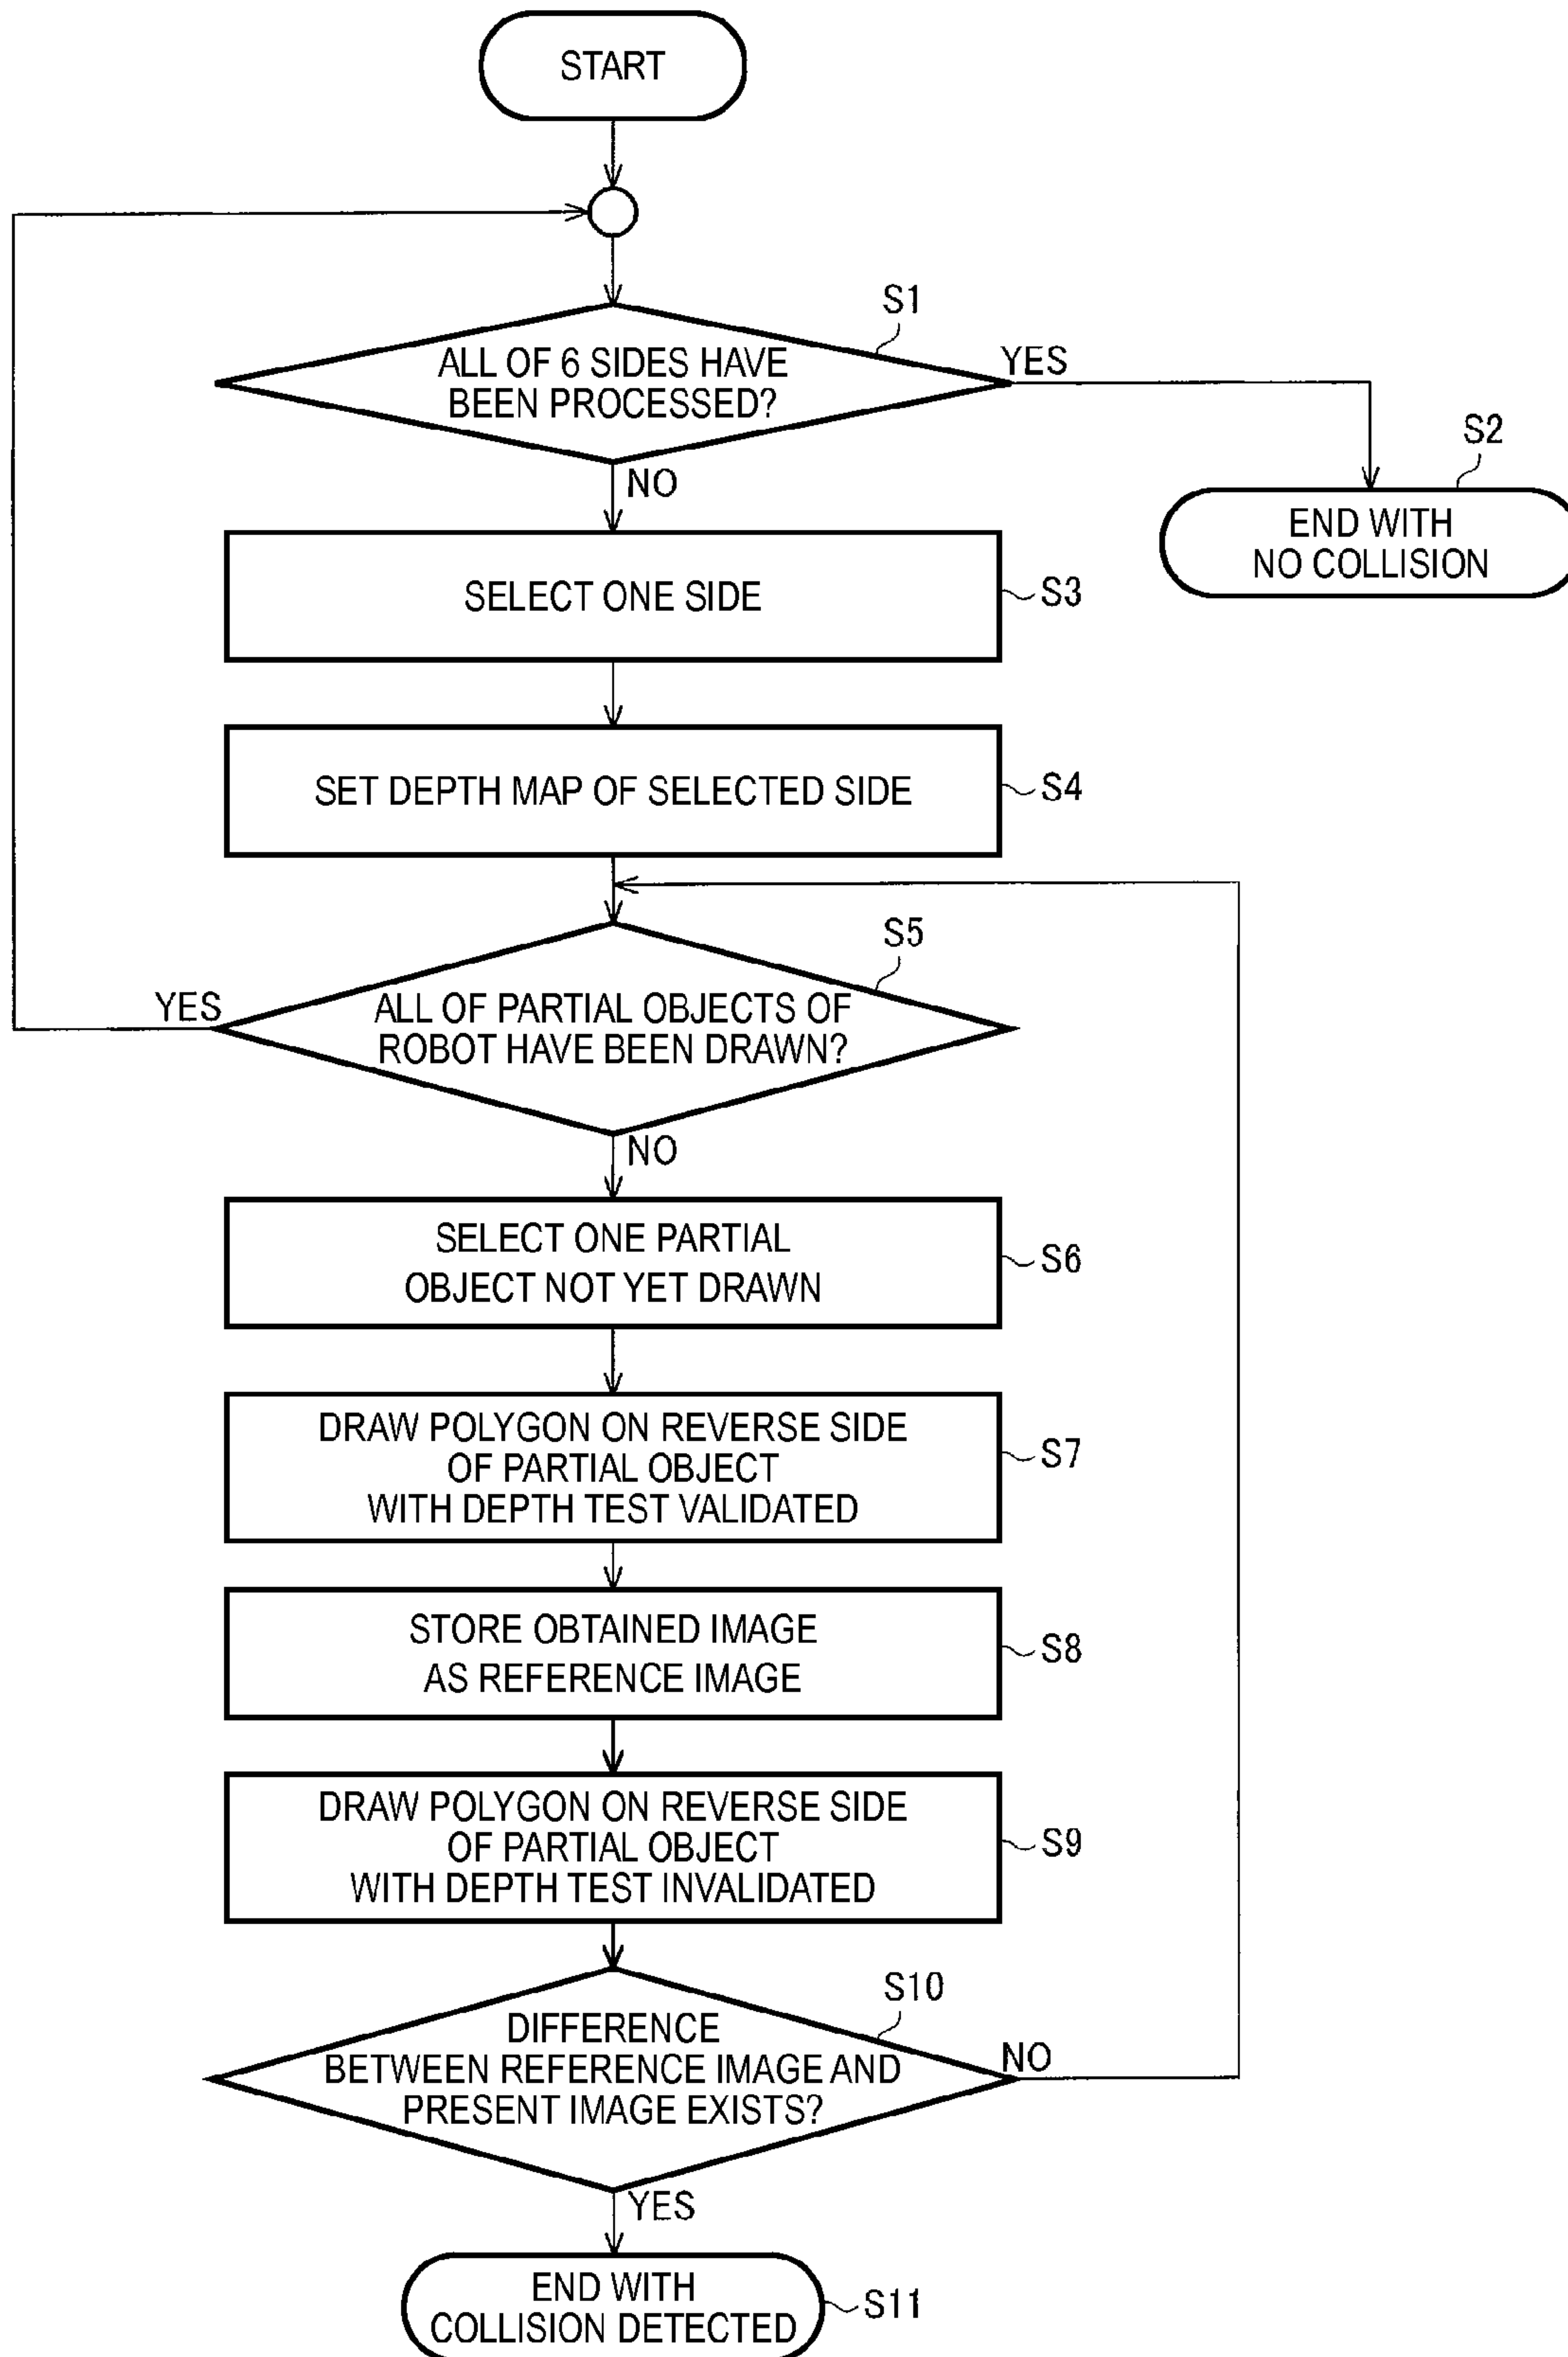 START
S1
ALL OF 6 SIDES HAVE
BEEN PROCESSED?
YES
NO
S2
END WITH
NO COLLISION
SELECT ONE SIDE
S3
SET DEPTH MAP OF SELECTED SIDE
S4
S5
YES
ALL OF PARTIAL OBJECTS OF
ROBOT HAVE BEEN DRAWN?
NO
SELECT ONE PARTIAL
OBJECT NOT YET DRAWN
S6
DRAW POLYGON ON REVERSE SIDE
OF PARTIAL OBJECT
WITH DEPTH TEST VALIDATED
S7
STORE OBTAINED IMAGE
AS REFERENCE IMAGE
S8
DRAW POLYGON ON REVERSE SIDE
OF PARTIAL OBJECT
WITH DEPTH TEST INVALIDATED
S9
S10
DIFFERENCE
BETWEEN REFERENCE IMAGE AND
PRESENT IMAGE EXISTS?
NO
YES
END WITH
COLLISION DETECTED
S11